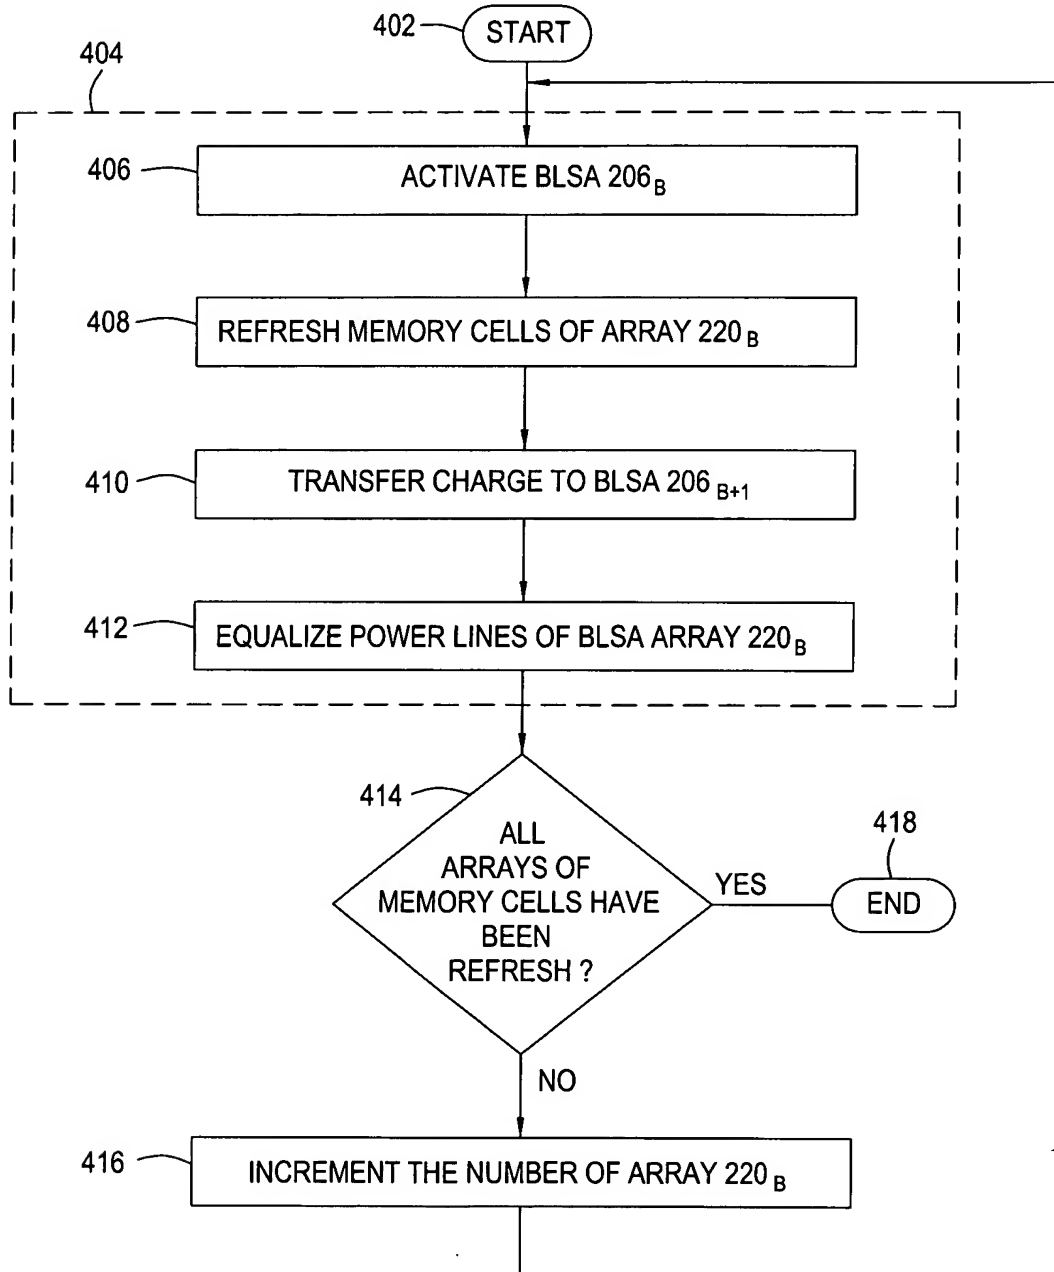 402
START
404
406
ACTIVATE BLSA 206B
408
REFRESH MEMORY CELLS OF ARRAY 220B
410
TRANSFER CHARGE TO BLSA 206B+1
412
EQUALIZE POWER LINES OF BLSA ARRAY 220B
414
ALL
ARRAYS OF
MEMORY CELLS HAVE
BEEN
REFRESH ?
YES
418
END
NO
416
INCREMENT THE NUMBER OF ARRAY 220B